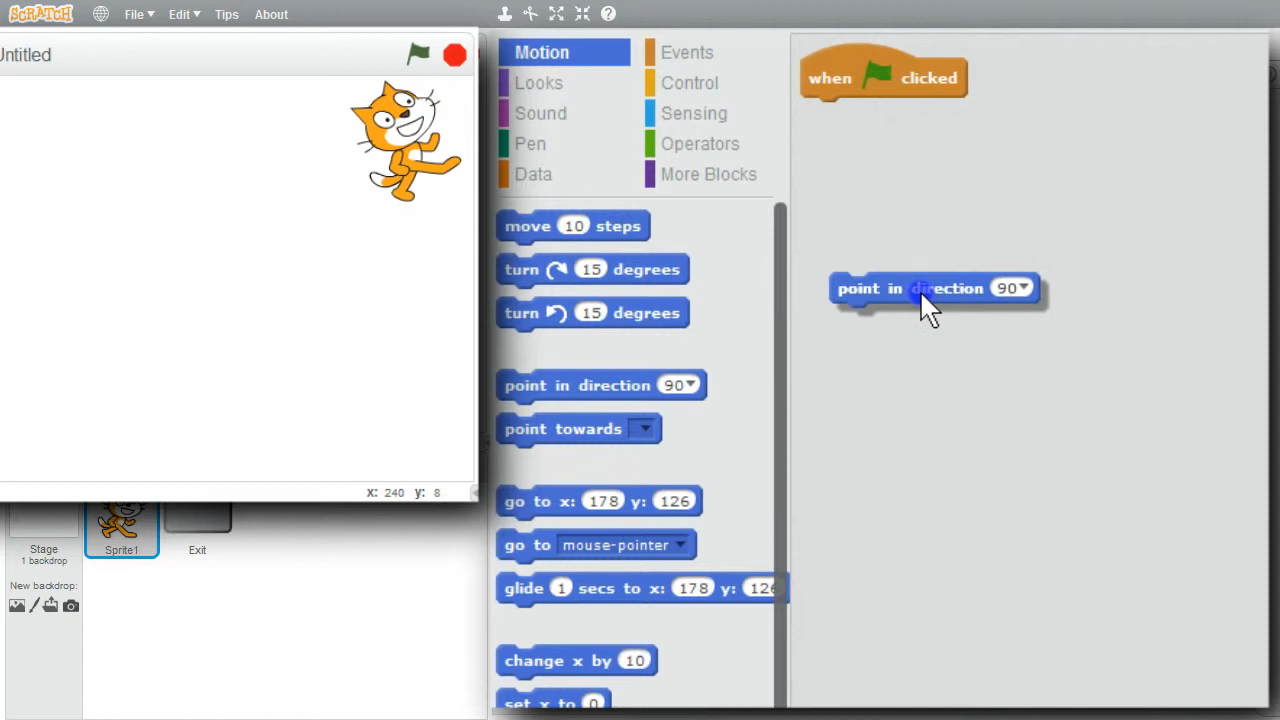 SCRATCH File Edit Tips About
Untitled
x: 240 y: 8
Stage
1 backdrop
Sprite1
Exit
New backdrop:
Motion
Looks
Sound
Pen
Data
Events
Control
Sensing
Operators
More Blocks
move 10 steps
turn 15 degrees
turn 15 degrees
point in direction 90
point towards
go to x: 178 y: 126
go to mouse-pointer
glide 1 secs to x: 178 y: 126
change x by 10
set x to 0
when clicked
point in direction 90